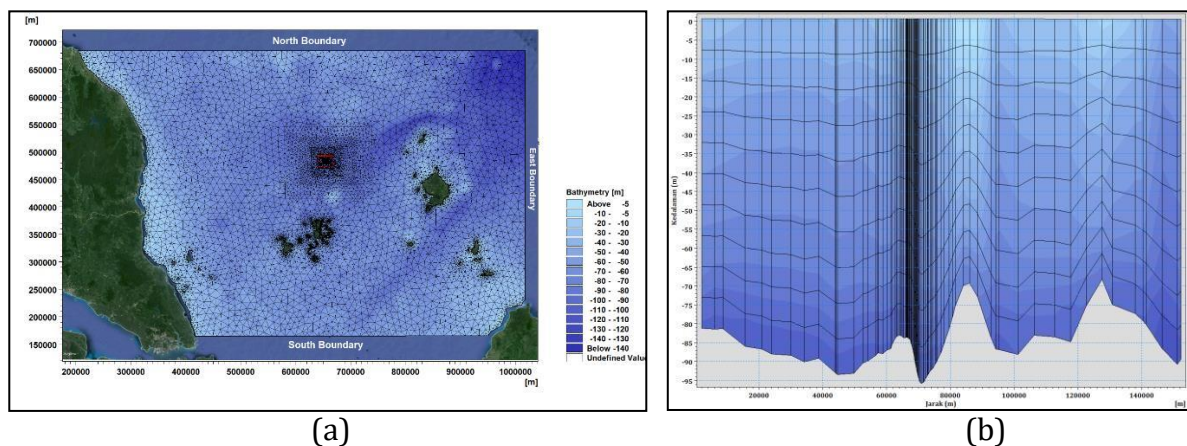 [m]
700000
650000
600000
550000
500000
450000
400000
350000
300000
250000
200000
150000
North Boundary
East Boundary
South Boundary
200000 300000 400000 500000 600000 700000 800000 900000 1000000
[m]
Bathymetry [m]
Above -5
-10 - -5
-20 - -10
-30 - -20
-40 - -30
-50 - -40
-60 - -50
-70 - -60
-80 - -70
-90 - -80
-100 - -90
-110 - -100
-120 - -110
-130 - -120
-140 - -130
Below -140
Undefined Value
(a)
0
-5
-10
-15
-20
-25
-30
-35
-40
-45
-50
-55
-60
-65
-70
-75
-80
-85
-90
-95
Kedalaman (m)
20000 40000 60000 80000 100000 120000 140000
Jarak (m)
[m]
(b)